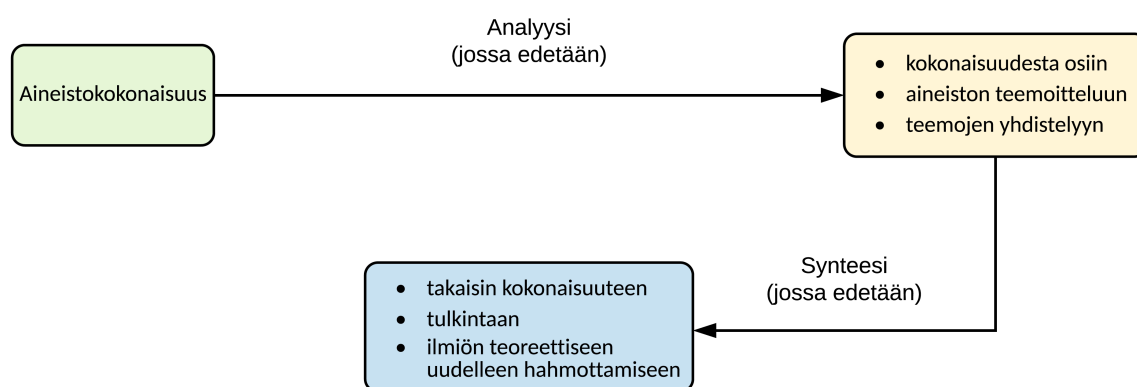 Analyysi
(jossa edetään)
Aineistokokonaisuus
• kokonaisuudesta osiin
• aineiston teemoitteluun
• teemojen yhdistelyyn
Synteesi
(jossa edetään)
• takaisin kokonaisuuteen
• tulkintaan
• ilmiön teoreettiseen
uudelleen hahmottamiseen